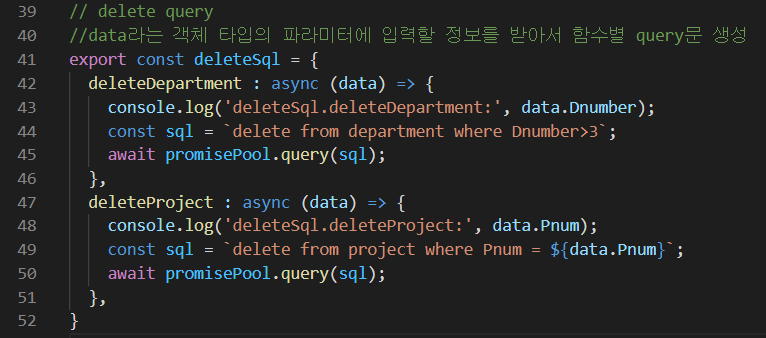 39 // delete query
40 //data라는 객체 타입의 파라미터에 입력할 정보를 받아서 함수별 query문 생성
41 export const deleteSql = {
42   deleteDepartment : async (data) => {
43     console.log('deleteSql.deleteDepartment:', data.Dnumber);
44     const sql = `delete from department where Dnumber>3`;
45     await promisePool.query(sql);
46   },
47   deleteProject : async (data) => {
48     console.log('deleteSql.deleteProject:', data.Pnum);
49     const sql = `delete from project where Pnum = ${data.Pnum}`;
50     await promisePool.query(sql);
51   },
52 }